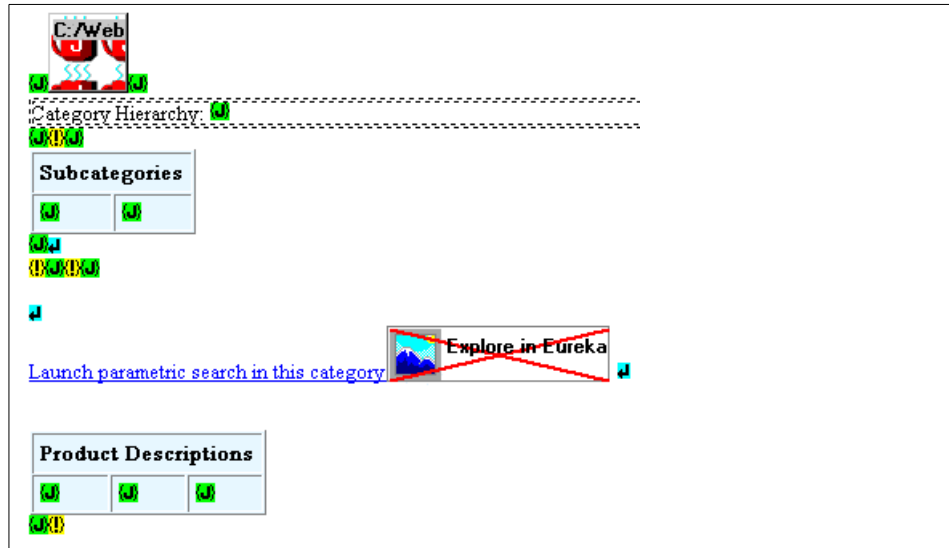 C:/Web
{J} {J}
Category Hierarchy: {J}
{J}{!}{J}
Subcategories
{J} {J}
{J}↵
{!}{J}{!}{J}
↵
Launch parametric search in this category Explore in Eureka ↵
Product Descriptions
{J} {J} {J}
{J}{!}